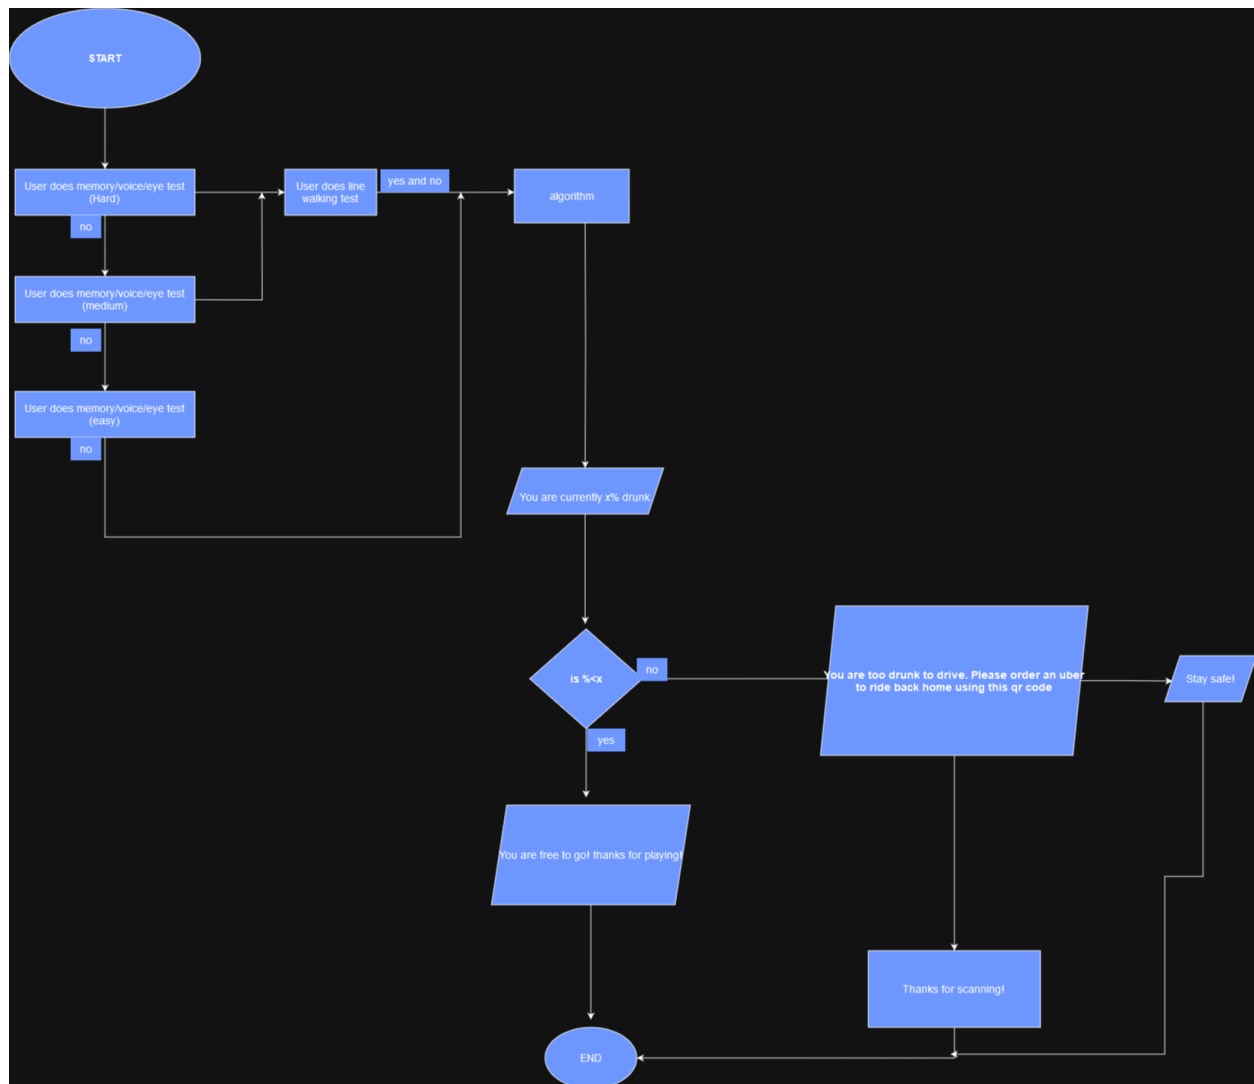 START
User does memory/voice/eye test
(Hard)
User does line
walking test
yes and no
algorithm
no
User does memory/voice/eye test
(medium)
no
User does memory/voice/eye test
(easy)
no
You are currently x% drunk
is %<x
no
You are too drunk to drive. Please order an uber
to ride back home using this qr code
Stay safe!
yes
You are free to go! thanks for playing!
Thanks for scanning!
END